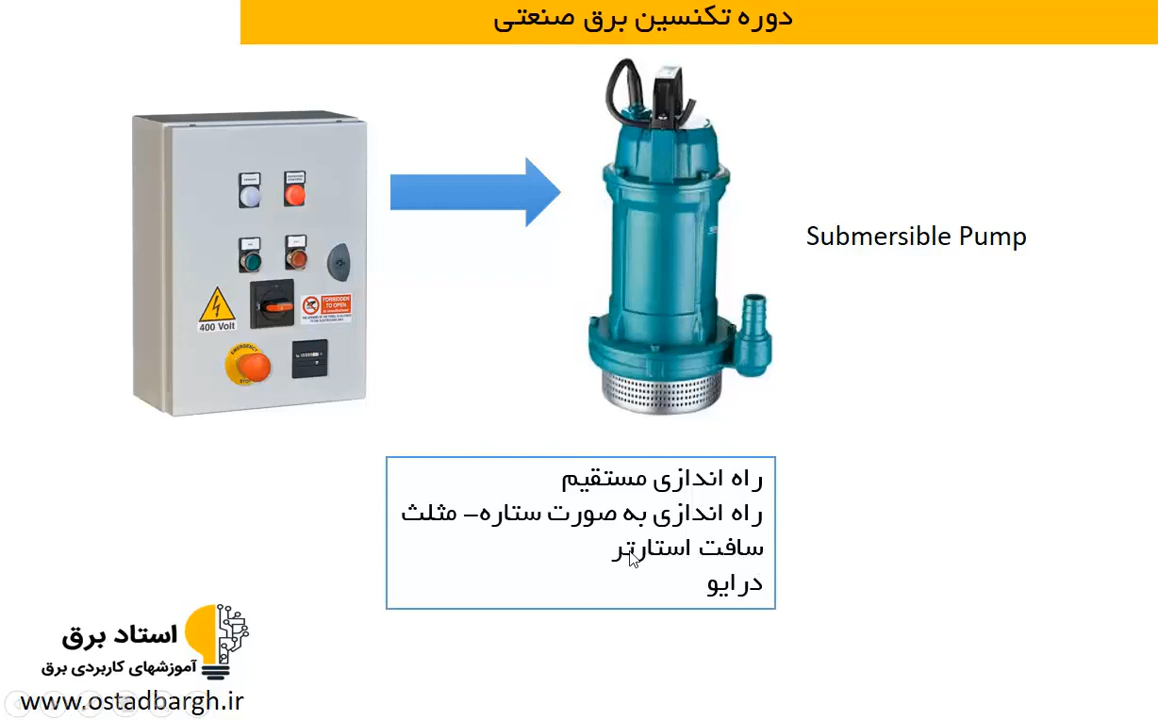 دوره تکنسین برق صنعتی
400 Volt
FORBIDDEN
TO OPEN
EMERGENCY
STOP
Submersible Pump
راه اندازی مستقیم
راه اندازی به صورت ستاره- مثلث
سافت استارتر
درایو
استاد برق
آموزشهای کاربردی برق
www.ostadbargh.ir